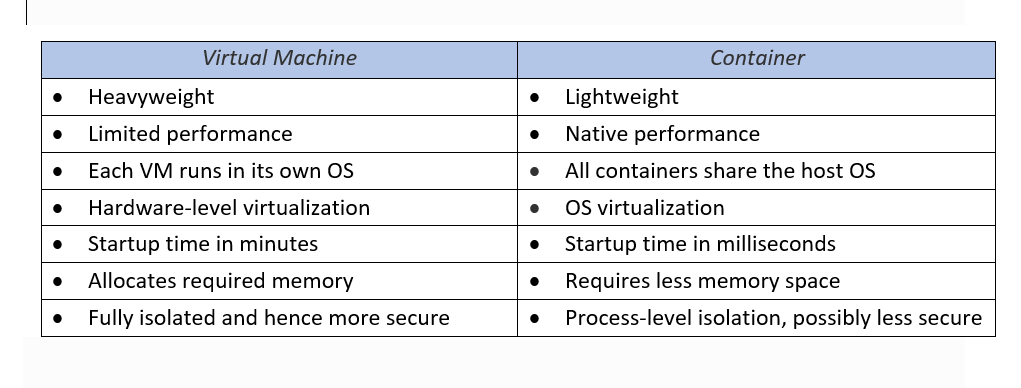 Virtual Machine Container
• Heavyweight • Lightweight
• Limited performance • Native performance
• Each VM runs in its own OS • All containers share the host OS
• Hardware-level virtualization • OS virtualization
• Startup time in minutes • Startup time in milliseconds
• Allocates required memory • Requires less memory space
• Fully isolated and hence more secure • Process-level isolation, possibly less secure